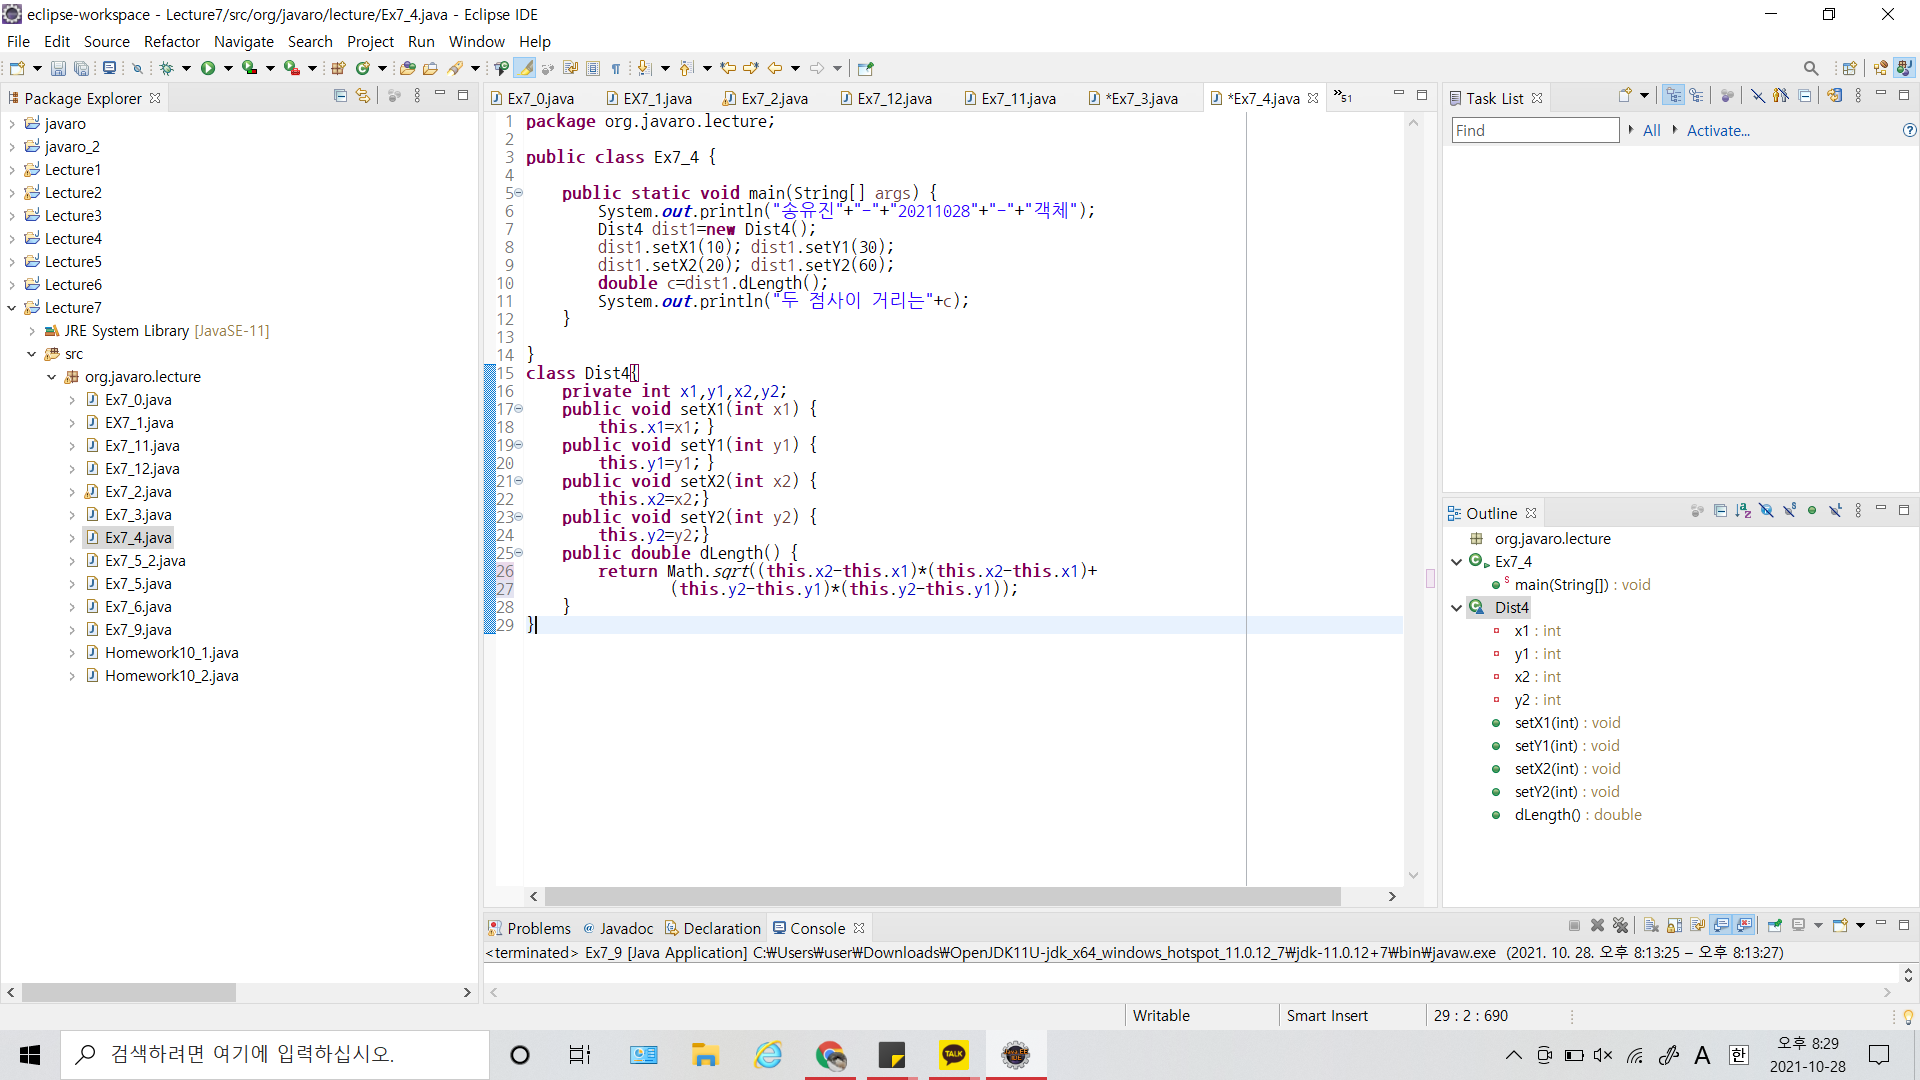 eclipse-workspace - Lecture7/src/org/javaro/lecture/Ex7_4.java - Eclipse IDE
File Edit Source Refactor Navigate Search Project Run Window Help
Package Explorer
javaro
javaro_2
Lecture1
Lecture2
Lecture3
Lecture4
Lecture5
Lecture6
Lecture7
JRE System Library [JavaSE-11]
src
org.javaro.lecture
Ex7_0.java
EX7_1.java
Ex7_11.java
Ex7_12.java
Ex7_2.java
Ex7_3.java
Ex7_4.java
Ex7_5_2.java
Ex7_5.java
Ex7_6.java
Ex7_9.java
Homework10_1.java
Homework10_2.java
Ex7_0.java EX7_1.java Ex7_2.java Ex7_12.java Ex7_11.java *Ex7_3.java *Ex7_4.java »51
1 package org.javaro.lecture;
2
3 public class Ex7_4 {
4
5 public static void main(String[] args) {
6 System.out.println("송유진"+"-"+"20211028"+"-"+"객체");
7 Dist4 dist1=new Dist4();
8 dist1.setX1(10); dist1.setY1(30);
9 dist1.setX2(20); dist1.setY2(60);
10 double c=dist1.dLength();
11 System.out.println("두 점사이 거리는"+c);
12 }
13
14 }
15 class Dist4{
16 private int x1,y1,x2,y2;
17 public void setX1(int x1) {
18 this.x1=x1; }
19 public void setY1(int y1) {
20 this.y1=y1; }
21 public void setX2(int x2) {
22 this.x2=x2;}
23 public void setY2(int y2) {
24 this.y2=y2;}
25 public double dLength() {
26 return Math.sqrt((this.x2-this.x1)*(this.x2-this.x1)+
27 (this.y2-this.y1)*(this.y2-this.y1));
28 }
29 }
Task List
Find All Activate...
Outline
org.javaro.lecture
Ex7_4
main(String[]) : void
Dist4
x1 : int
y1 : int
x2 : int
y2 : int
setX1(int) : void
setY1(int) : void
setX2(int) : void
setY2(int) : void
dLength() : double
Problems @ Javadoc Declaration Console
<terminated> Ex7_9 [Java Application] C:₩Users₩user₩Downloads₩OpenJDK11U-jdk_x64_windows_hotspot_11.0.12_7₩jdk-11.0.12+7₩bin₩javaw.exe (2021. 10. 28. 오후 8:13:25 – 오후 8:13:27)
Writable Smart Insert 29 : 2 : 690
검색하려면 여기에 입력하십시오.
TALK
A 한
오후 8:29
2021-10-28